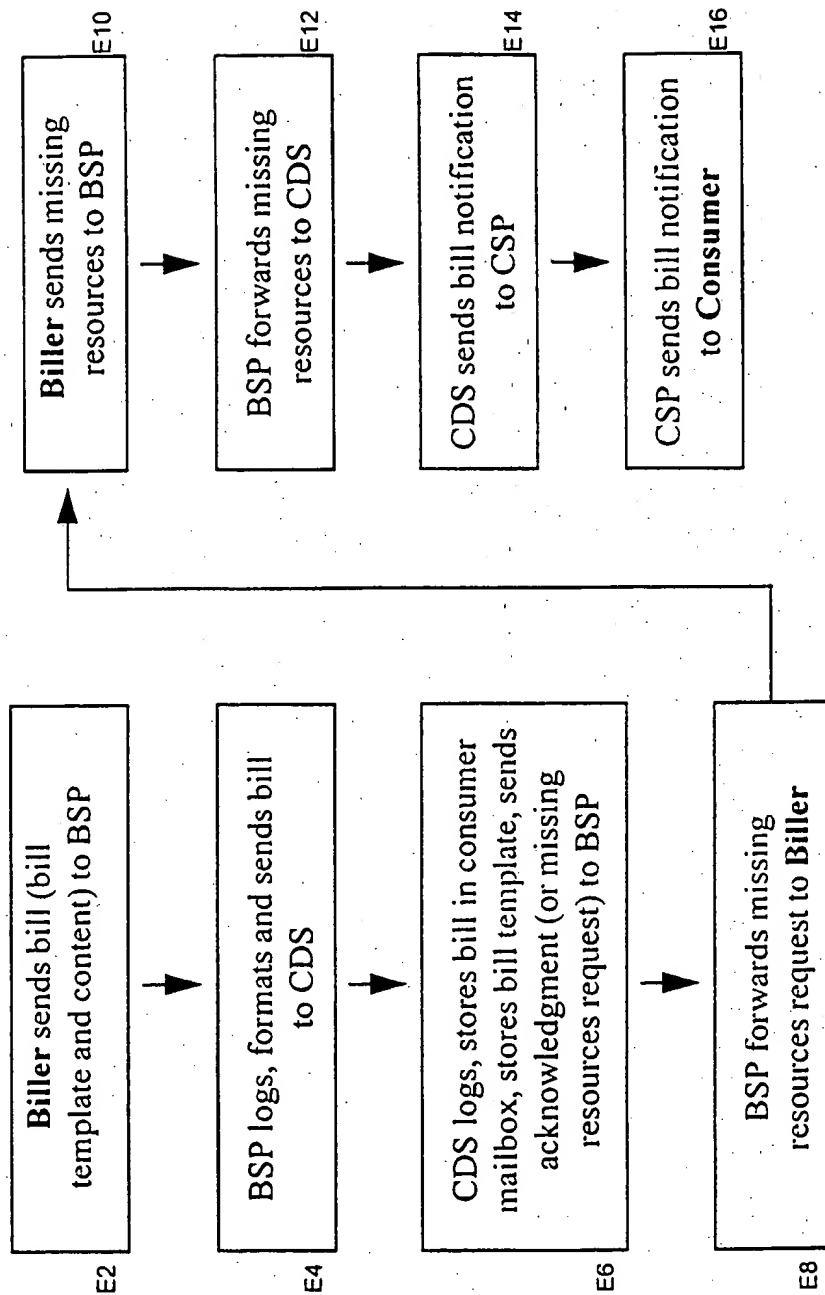 E2
Biller sends bill (bill
template and content) to BSP
E4
BSP logs, formats and sends bill
to CDS
E6
CDS logs, stores bill in consumer
mailbox, stores bill template, sends
acknowledgment (or missing
resources request) to BSP
E8
BSP forwards missing
resources request to Biller
Biller sends missing
resources to BSP
E10
BSP forwards missing
resources to CDS
E12
CDS sends bill notification
to CSP
E14
CSP sends bill notification
to Consumer
E16